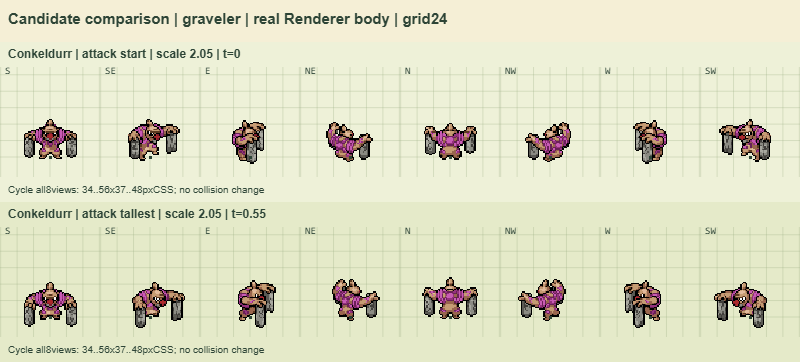 Candidate comparison | graveler | real Renderer body | grid24
Conkeldurr | attack start | scale 2.05 | t=0
S SE E NE N NW W SW
Cycle all8views: 34..56x37..48pxCSS; no collision change
Conkeldurr | attack tallest | scale 2.05 | t=0.55
S SE E NE N NW W SW
Cycle all8views: 34..56x37..48pxCSS; no collision change